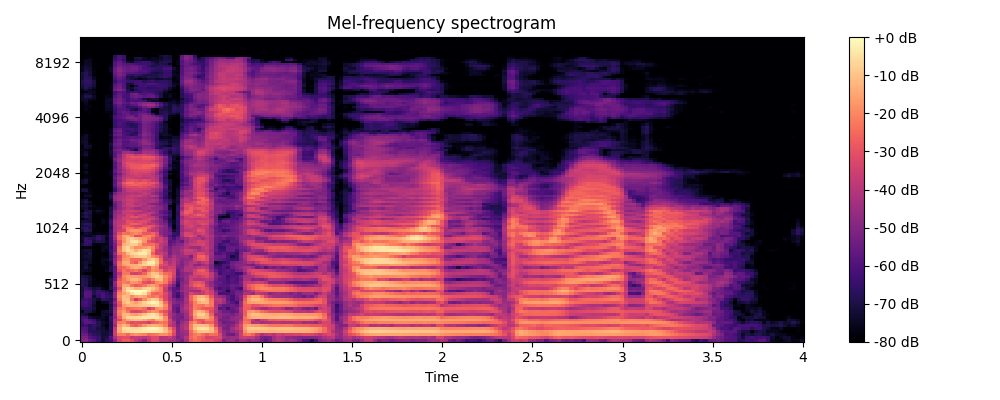 Mel-frequency spectrogram
8192
4096
2048
1024
512
0
Hz
0 0.5 1 1.5 2 2.5 3 3.5 4
Time
+0 dB
-10 dB
-20 dB
-30 dB
-40 dB
-50 dB
-60 dB
-70 dB
-80 dB